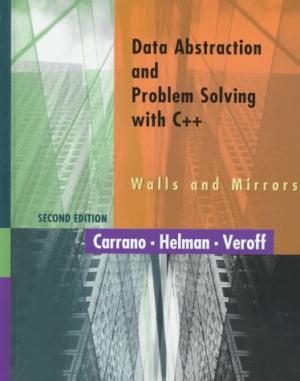 Data Abstraction
and
Problem Solving
with C++
Walls and Mirrors
SECOND EDITION
Carrano · Helman · Veroff